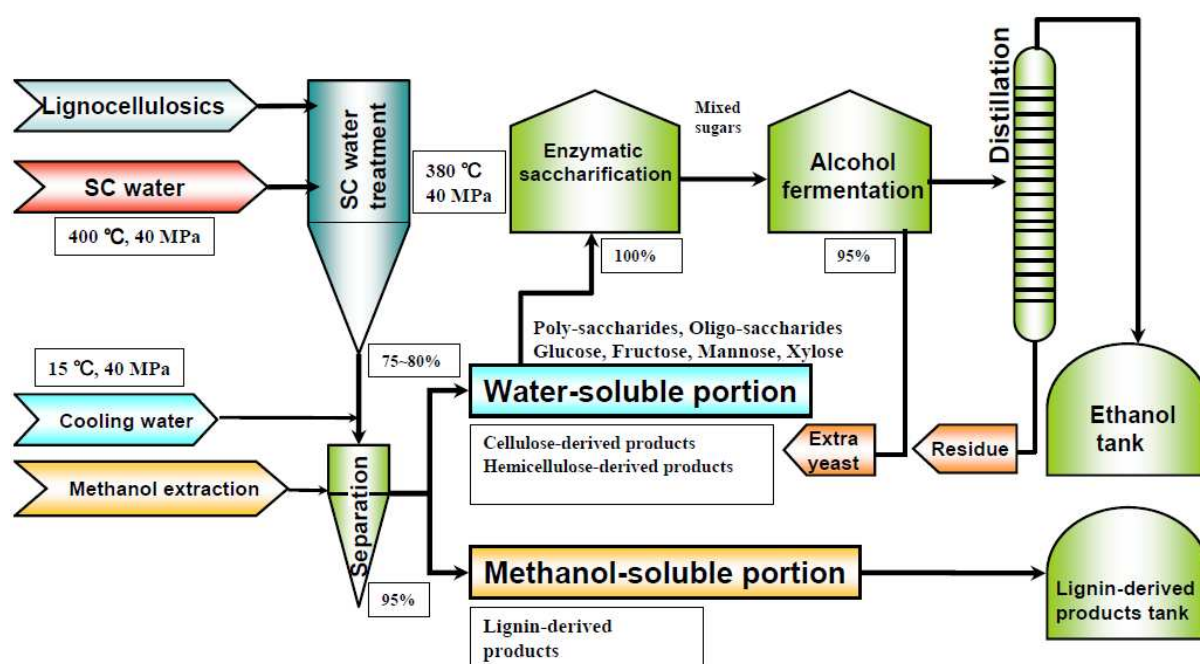 Lignocellulosics
SC water
400 ℃, 40 MPa
SC water
treatment
380 ℃
40 MPa
15 ℃, 40 MPa
Cooling water
Methanol extraction
75~80%
Separation
95%
Enzymatic
saccharification
100%
Mixed
sugars
Alcohol
fermentation
95%
Distillation
Poly-saccharides, Oligo-saccharides
Glucose, Fructose, Mannose, Xylose
Water-soluble portion
Cellulose-derived products
Hemicellulose-derived products
Extra
yeast
Residue
Ethanol
tank
Methanol-soluble portion
Lignin-derived
products
Lignin-derived
products tank